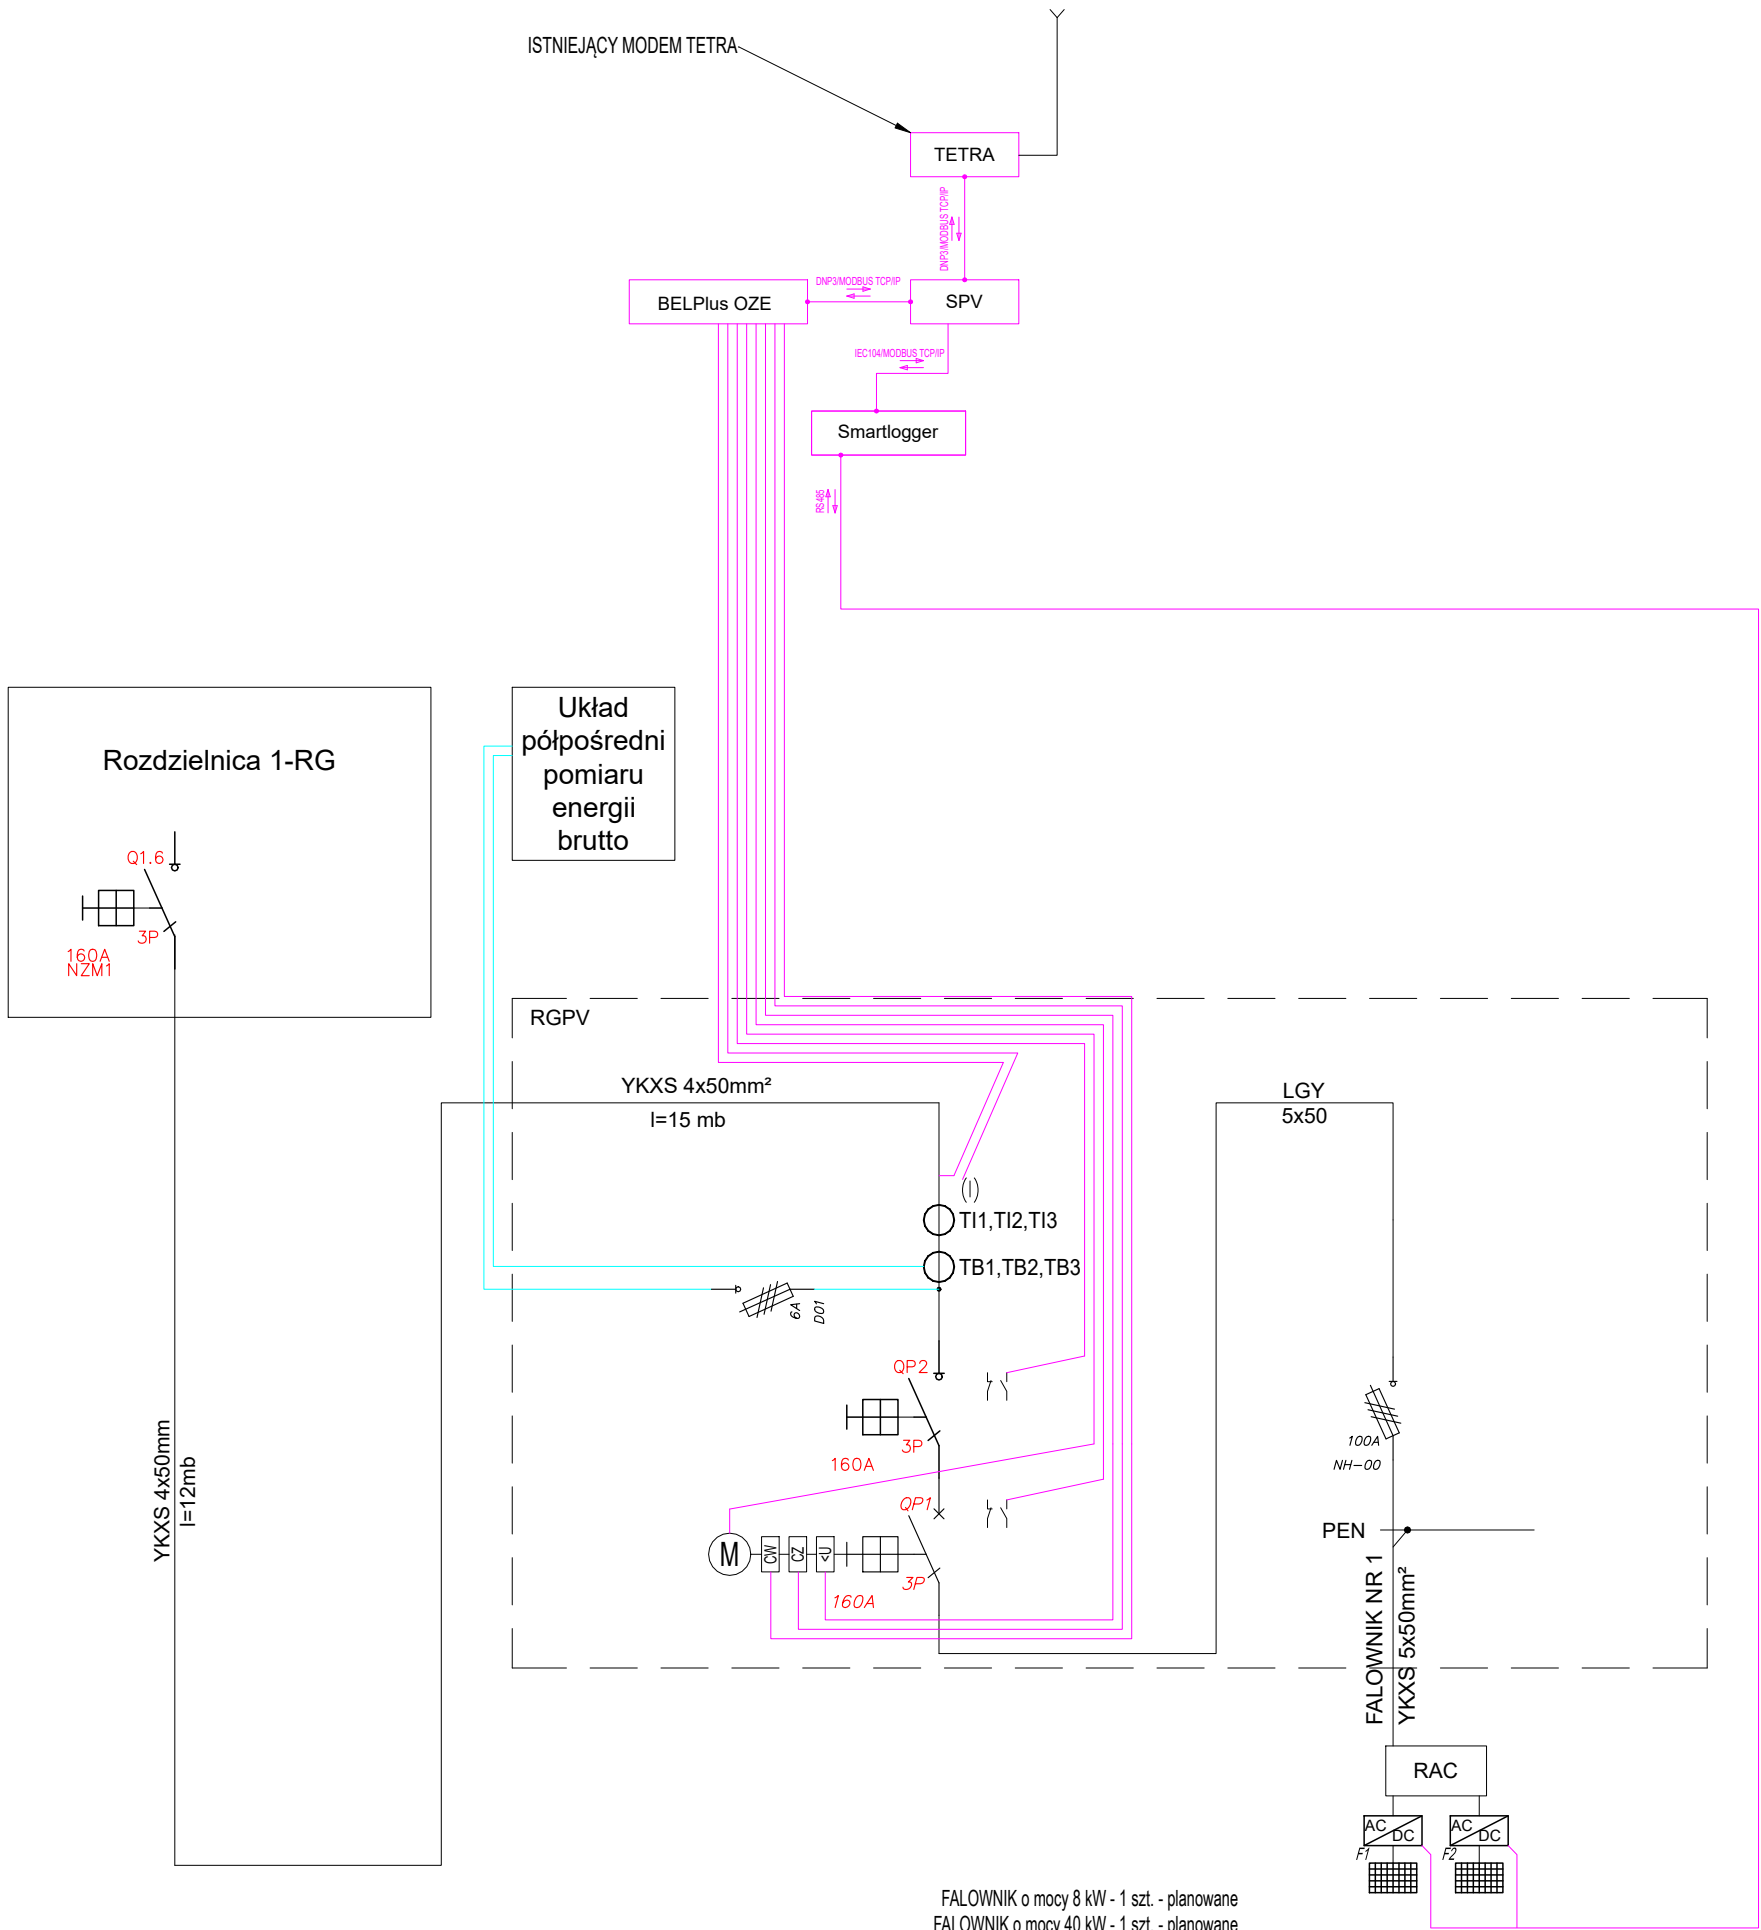 ISTNIEJĄCY MODEM TETRA
TETRA
DNP3/MODBUS TCP/IP
BELPlus OZE
DNP3/MODBUS TCP/IP
SPV
IEC104/MODBUS TCP/IP
Smartlogger
RS485
Rozdzielnica 1-RG
Q1.6
3P
160A
NZM1
Układ
półpośredni
pomiaru
energii
brutto
RGPV
YKXS 4x50mm²
l=15 mb
LGY
5x50
(I)
TI1,TI2,TI3
TB1,TB2,TB3
6A
D01
QP2
3P
160A
QP1
3P
160A
M
CW
CZ
<U
100A
NH-00
PEN
YKXS 4x50mm
l=12mb
FALOWNIK NR 1
YKXS 5x50mm²
RAC
AC
DC
F1
AC
DC
F2
FALOWNIK o mocy 8 kW - 1 szt. - planowane
FALOWNIK o mocy 40 kW - 1 szt. - planowane